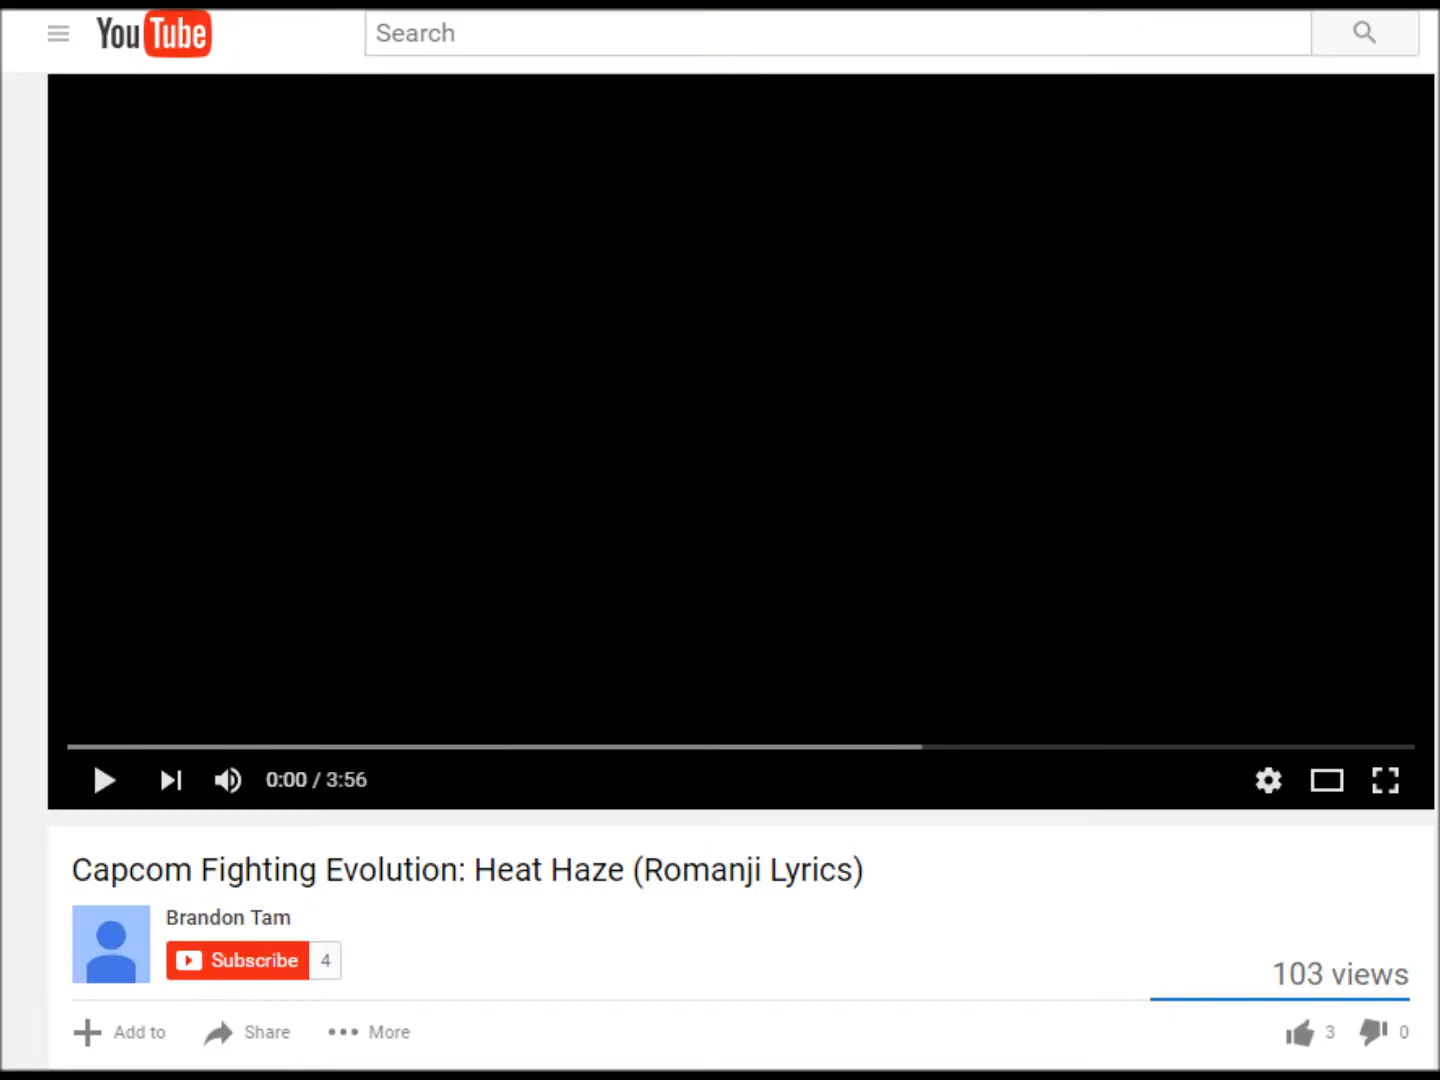 YouTube
Search
0:00 / 3:56
Capcom Fighting Evolution: Heat Haze (Romanji Lyrics)
Brandon Tam
Subscribe 4
103 views
Add to Share More 3 0